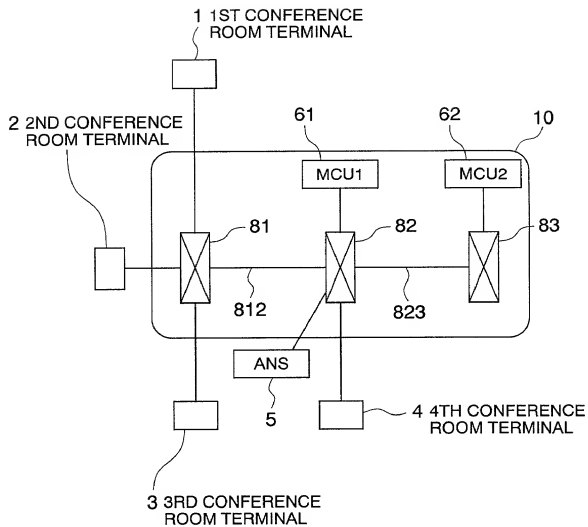 1 1ST CONFERENCE
ROOM TERMINAL
2 2ND CONFERENCE
ROOM TERMINAL
61
62
10
MCU1
MCU2
81
82
83
812
823
ANS
5
4 4TH CONFERENCE
ROOM TERMINAL
3 3RD CONFERENCE
ROOM TERMINAL